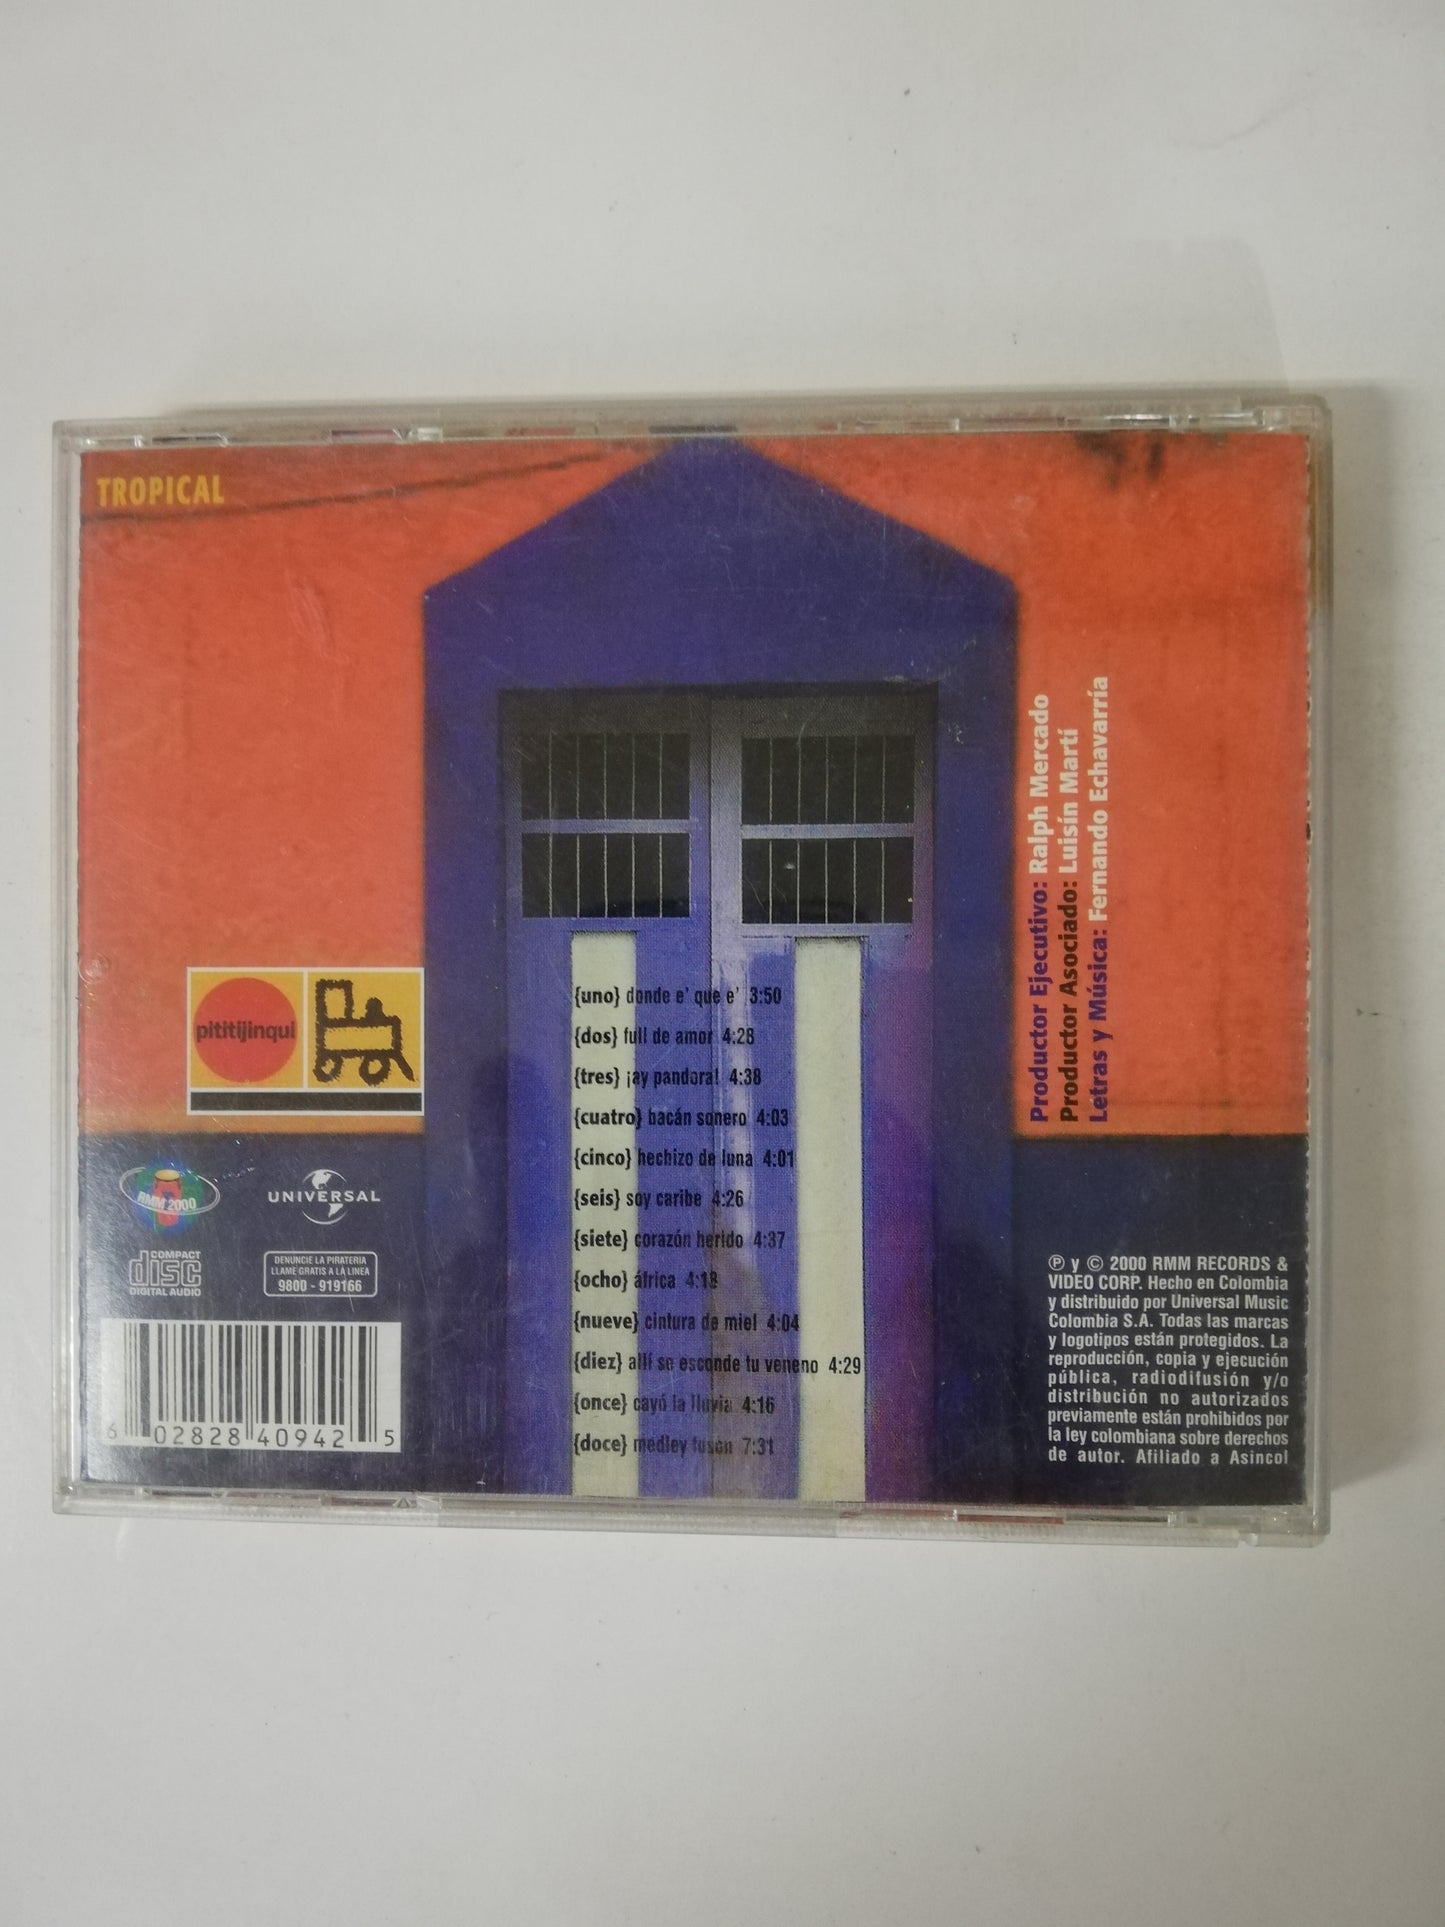 TROPICAL
Productor Ejecutivo: Ralph Mercado
Productor Asociado: Luisín Martí
Letras y Música: Fernando Echavarría
pititijinqui
{uno} donde e' que e' 3:50
{dos} full de amor 4:28
{tres} ¡ay pandora! 4:38
{cuatro} bacán sonero 4:03
{cinco} hechizo de luna 4:01
{seis} soy caribe 4:26
{siete} corazón herido 4:37
{ocho} áfrica 4:18
{nueve} cintura de miel 4:04
{diez} allí se esconde tu veneno 4:29
{once} cayó la lluvia 4:16
{doce} medley fuson 7:31
RMM 2000
UNIVERSAL
COMPACT
disc
DIGITAL AUDIO
DENUNCIE LA PIRATERIA
LLAME GRATIS A LA LINEA
9800 - 919166
6 02828 40942 5
℗ y © 2000 RMM RECORDS &
VIDEO CORP. Hecho en Colombia
y distribuido por Universal Music
Colombia S.A. Todas las marcas
y logotipos están protegidos. La
reproducción, copia y ejecución
pública, radiodifusión y/o
distribución no autorizados
previamente están prohibidos por
la ley colombiana sobre derechos
de autor. Afiliado a Asincol